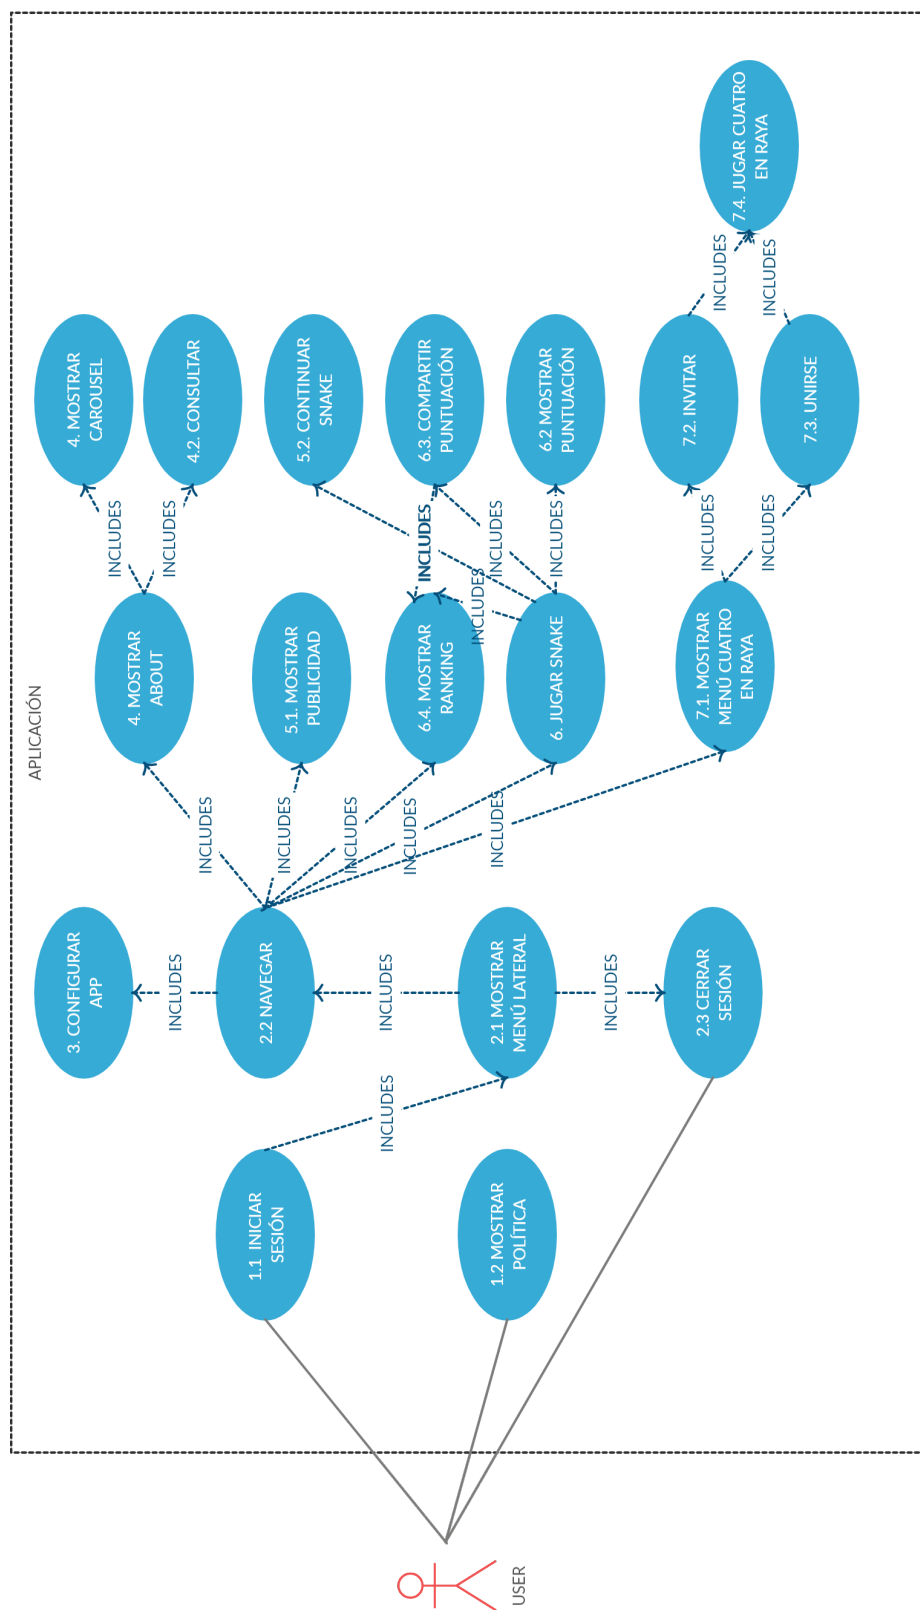 APLICACIÓN
USER
1.1 INICIAR
SESIÓN
1.2 MOSTRAR
POLÍTICA
INCLUDES
3. CONFIGURAR
APP
INCLUDES
2.2 NAVEGAR
INCLUDES
2.1 MOSTRAR
MENÚ LATERAL
INCLUDES
2.3 CERRAR
SESIÓN
INCLUDES
INCLUDES
INCLUDES
INCLUDES
INCLUDES
4. MOSTRAR
ABOUT
5.1. MOSTRAR
PUBLICIDAD
6.4. MOSTRAR
RANKING
6. JUGAR SNAKE
7.1. MOSTRAR
MENÚ CUATRO
EN RAYA
INCLUDES
INCLUDES
INCLUDES
INCLUDES
INCLUDES
INCLUDES
INCLUDES
INCLUDES
4. MOSTRAR
CAROUSEL
4.2. CONSULTAR
5.2. CONTINUAR
SNAKE
6.3. COMPARTIR
PUNTUACIÓN
6.2 MOSTRAR
PUNTUACIÓN
7.2. INVITAR
7.3. UNIRSE
INCLUDES
INCLUDES
7.4. JUGAR CUATRO
EN RAYA